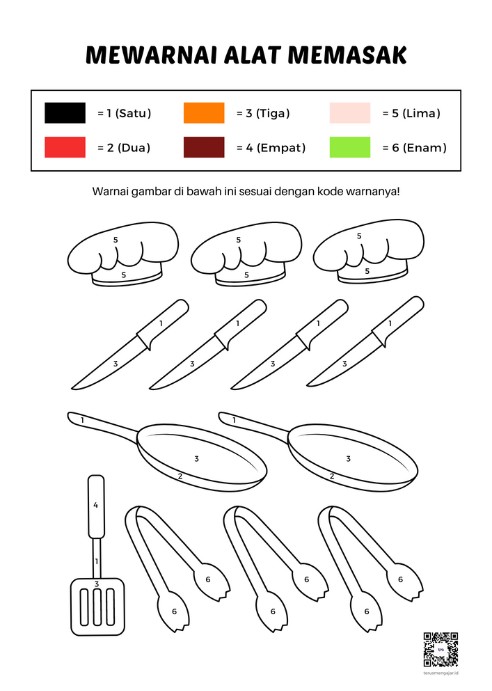 MEWARNAI ALAT MEMASAK
= 1 (Satu) = 3 (Tiga) = 5 (Lima)
= 2 (Dua) = 4 (Empat) = 6 (Enam)
Warnai gambar di bawah ini sesuai dengan kode warnanya!
5 5 5
5 5 5
1 1 1 1
3 3 3 3
1 1
3 3
2 2
4
1
3
6 6 6
6 6 6